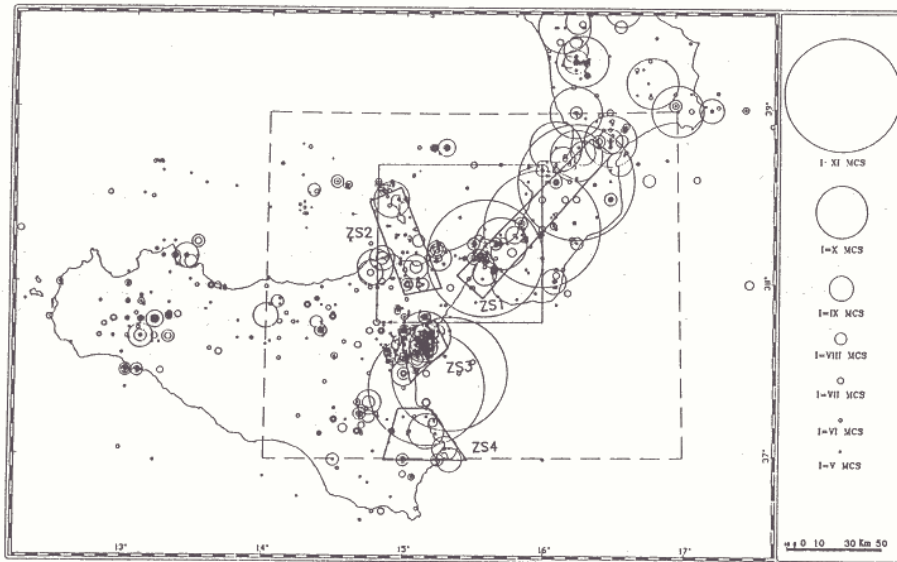 15°
39°
38°
37°
13°
14°
15°
16°
17°
ZS2
ZS1
ZS3
ZS4
I- XI MCS
I=X MCS
I=IX MCS
I=VIII MCS
I=VII MCS
I=VI MCS
I=V MCS
0 10 30 Km 50